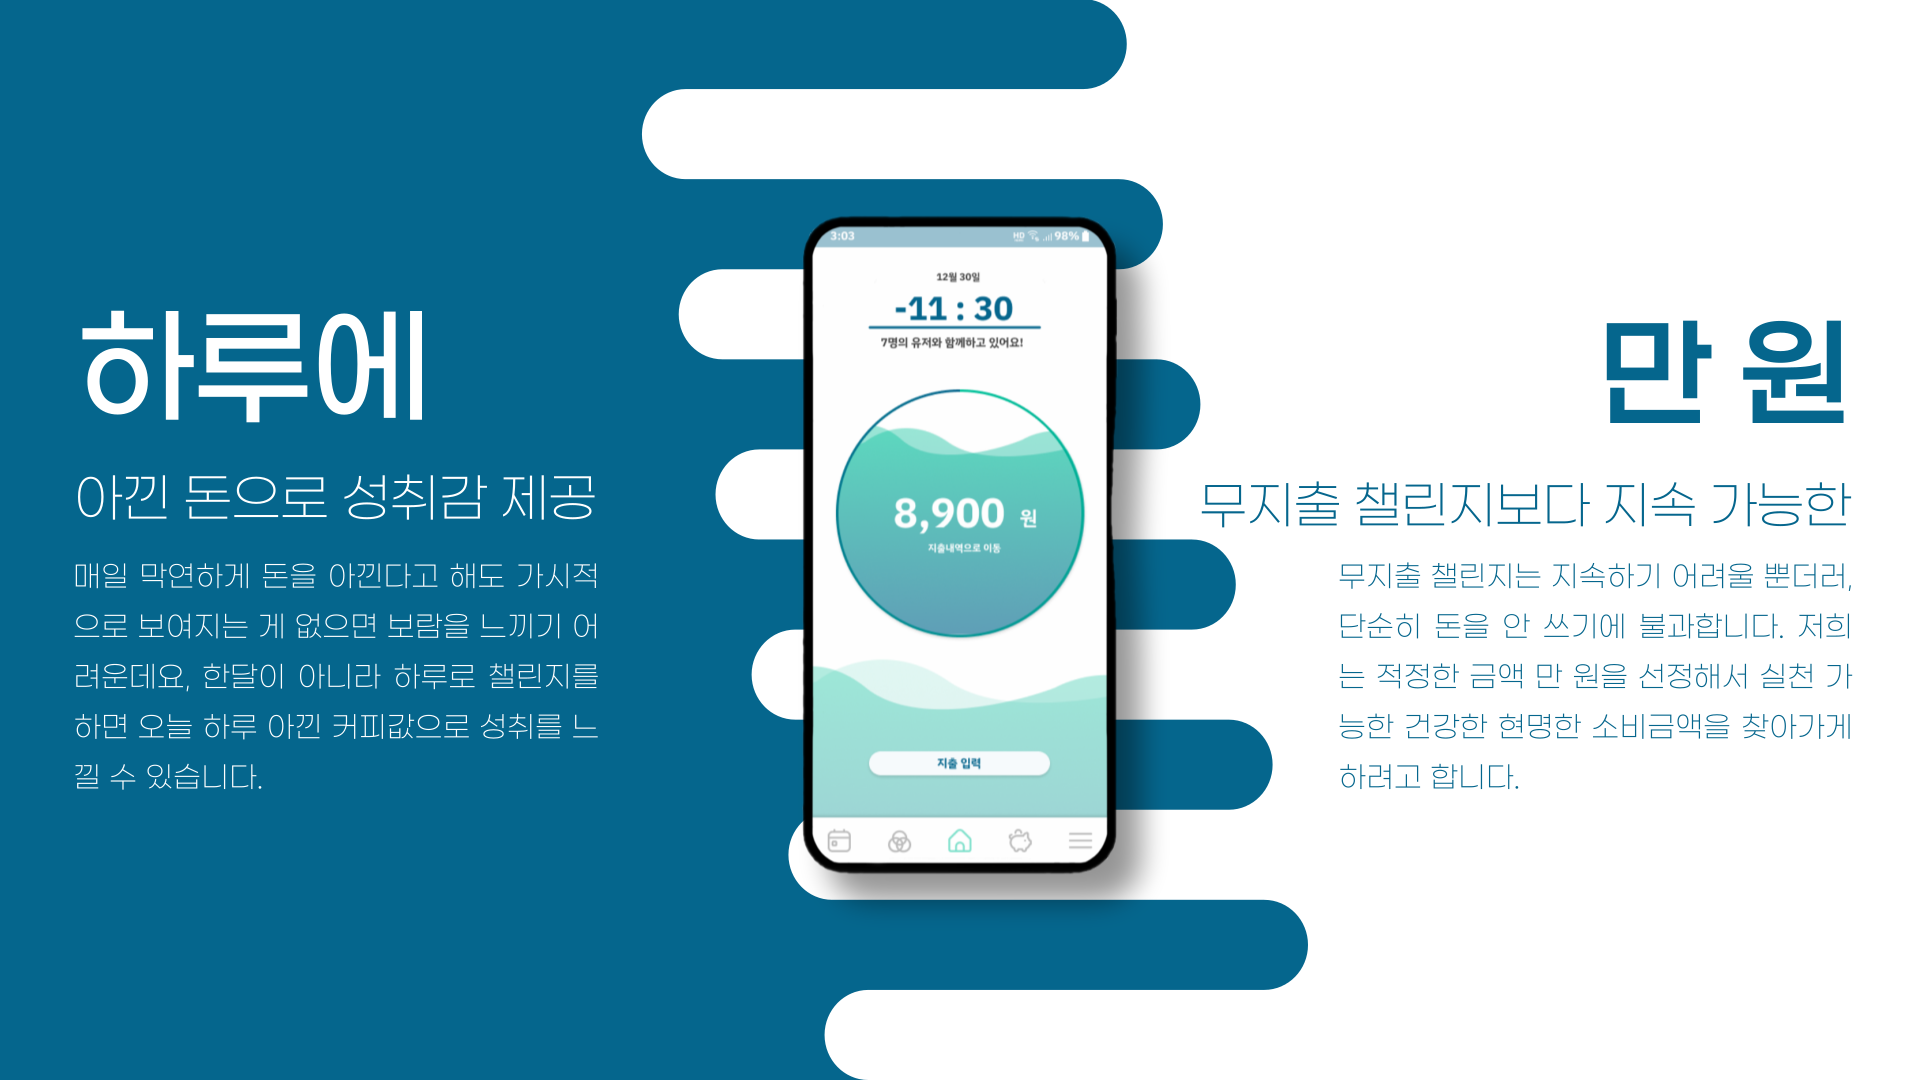 하루에
아낀 돈으로 성취감 제공
매일 막연하게 돈을 아낀다고 해도 가시적
으로 보여지는 게 없으면 보람을 느끼기 어
려운데요, 한달이 아니라 하루로 챌린지를
하면 오늘 하루 아낀 커피값으로 성취를 느
낄 수 있습니다.
3:03
HD
98%
12월 30일
-11 : 30
7명의 유저와 함께하고 있어요!
8,900 원
지출내역으로 이동
지출 입력
만 원
무지출 챌린지보다 지속 가능한
무지출 챌린지는 지속하기 어려울 뿐더러,
단순히 돈을 안 쓰기에 불과합니다. 저희
는 적정한 금액 만 원을 선정해서 실천 가
능한 건강한 현명한 소비금액을 찾아가게
하려고 합니다.